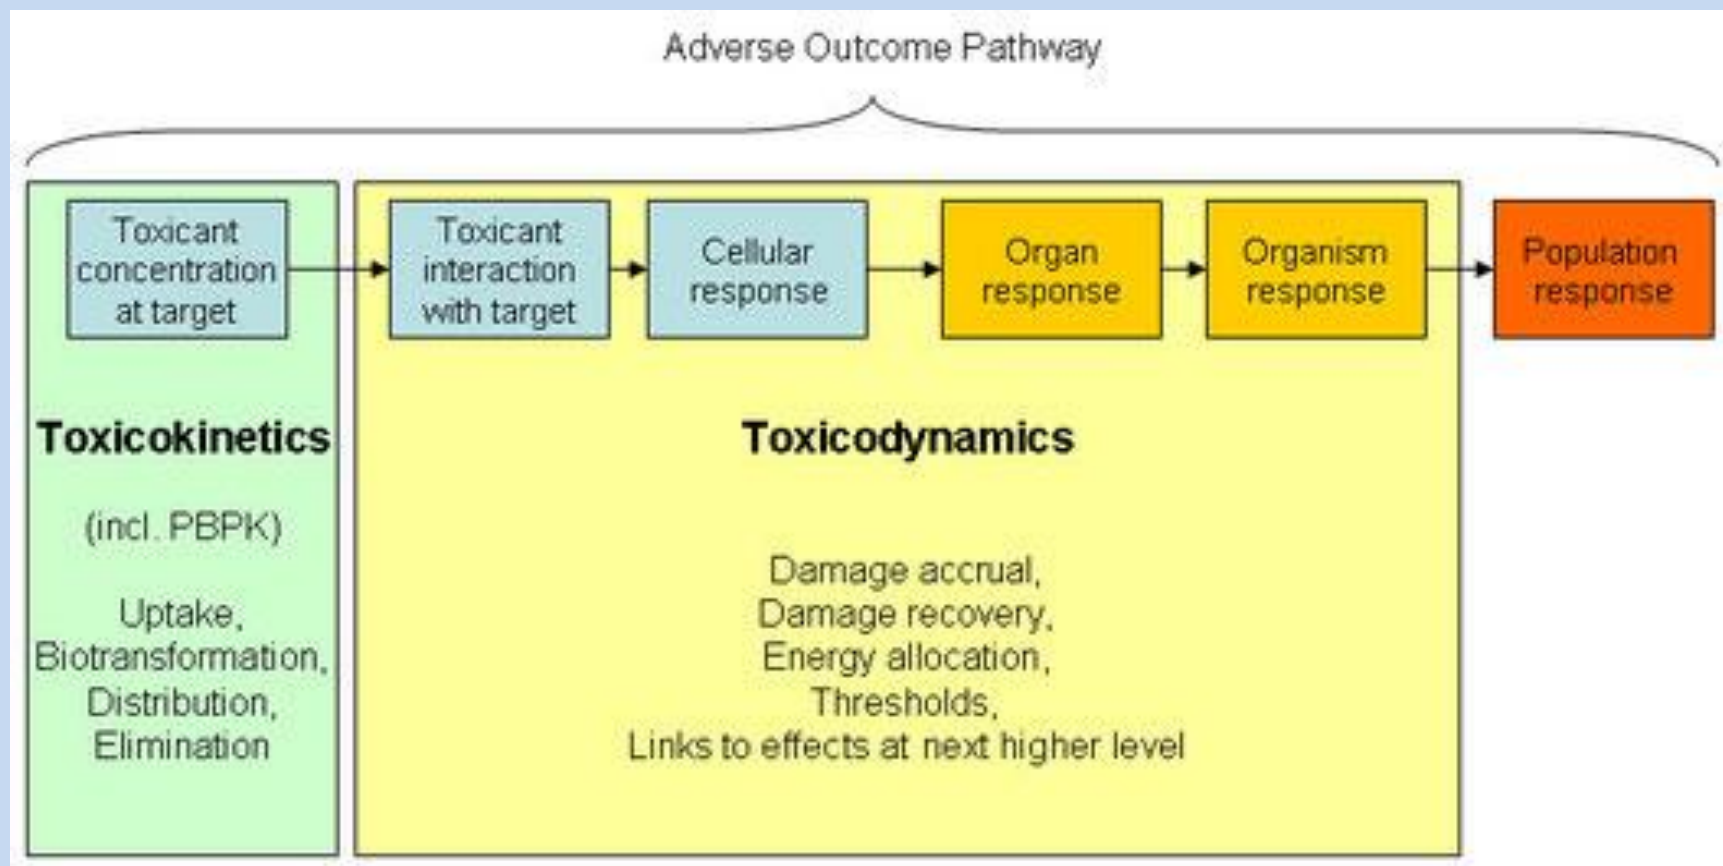 Adverse Outcome Pathway
Toxicant
concentration
at target
Toxicant
interaction
with target
Cellular
response
Organ
response
Organism
response
Population
response
Toxicokinetics
(incl. PBPK)
Uptake,
Biotransformation,
Distribution,
Elimination
Toxicodynamics
Damage accrual,
Damage recovery,
Energy allocation,
Thresholds,
Links to effects at next higher level